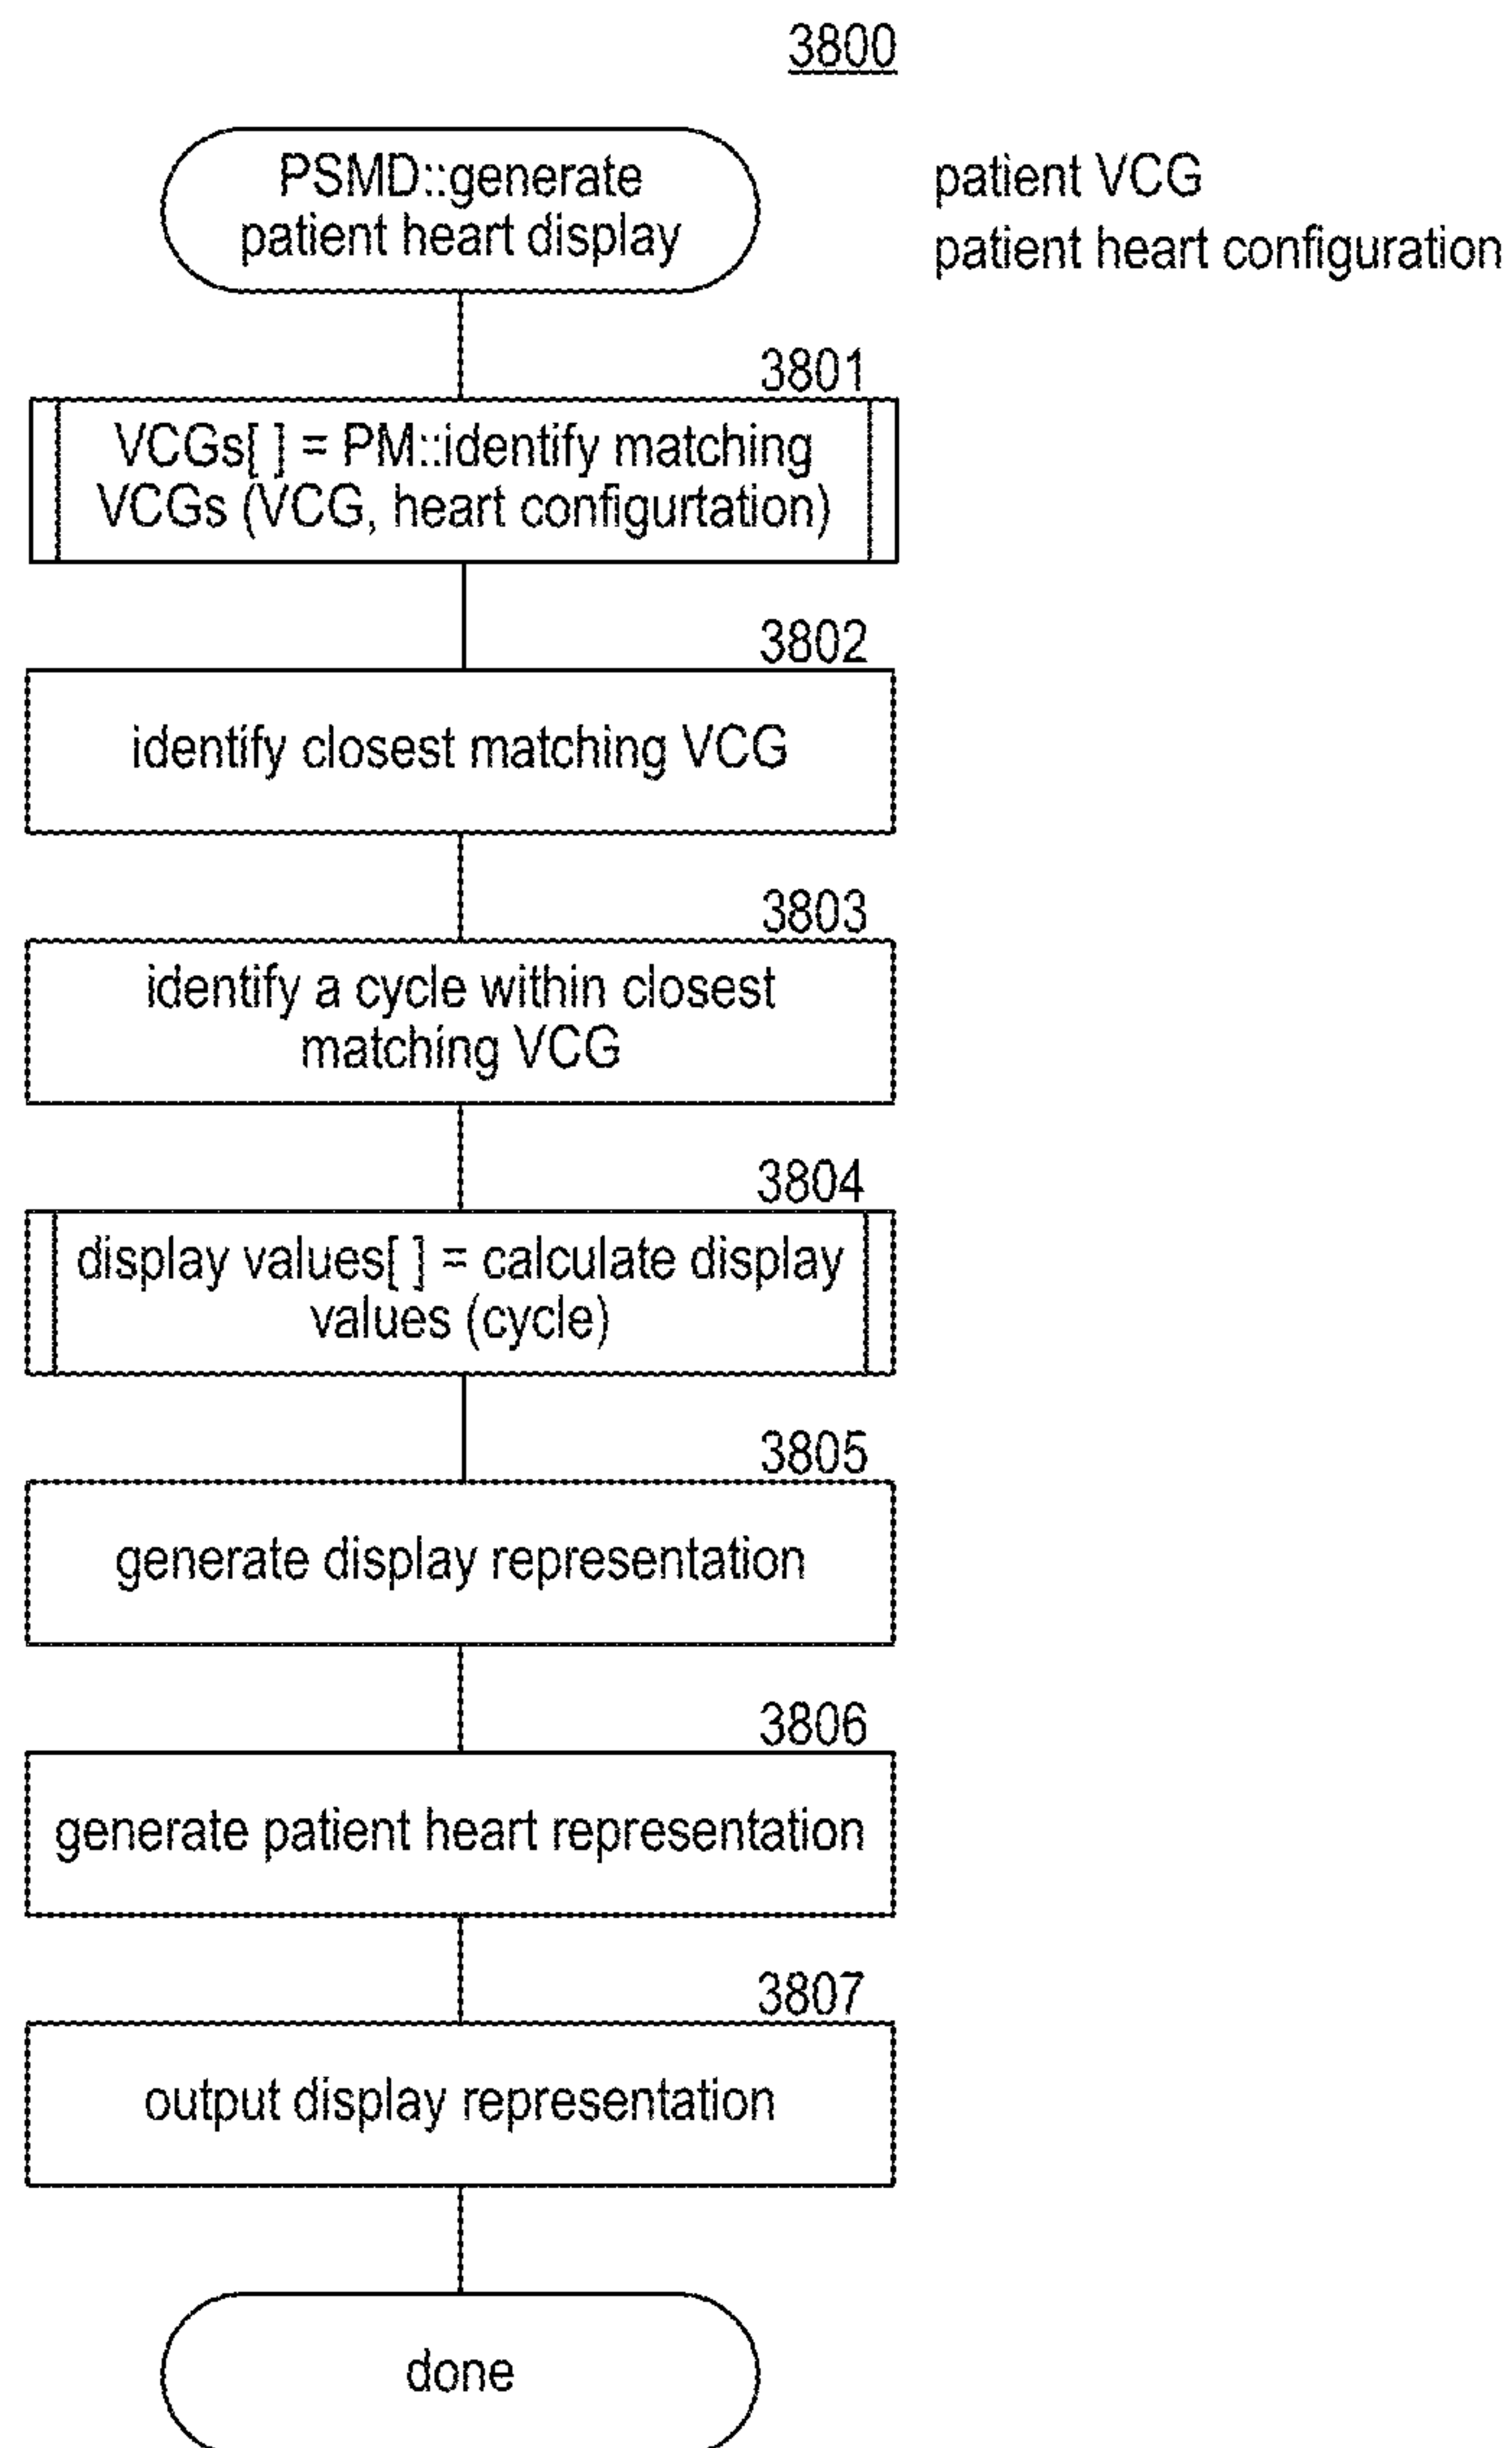 3800
PSMD::generate
patient heart display
patient VCG
patient heart configuration
3801
VCGs[ ] = PM::identify matching
VCGs (VCG, heart configurtation)
3802
identify closest matching VCG
3803
identify a cycle within closest
matching VCG
3804
display values[ ] = calculate display
values (cycle)
3805
generate display representation
3806
generate patient heart representation
3807
output display representation
done